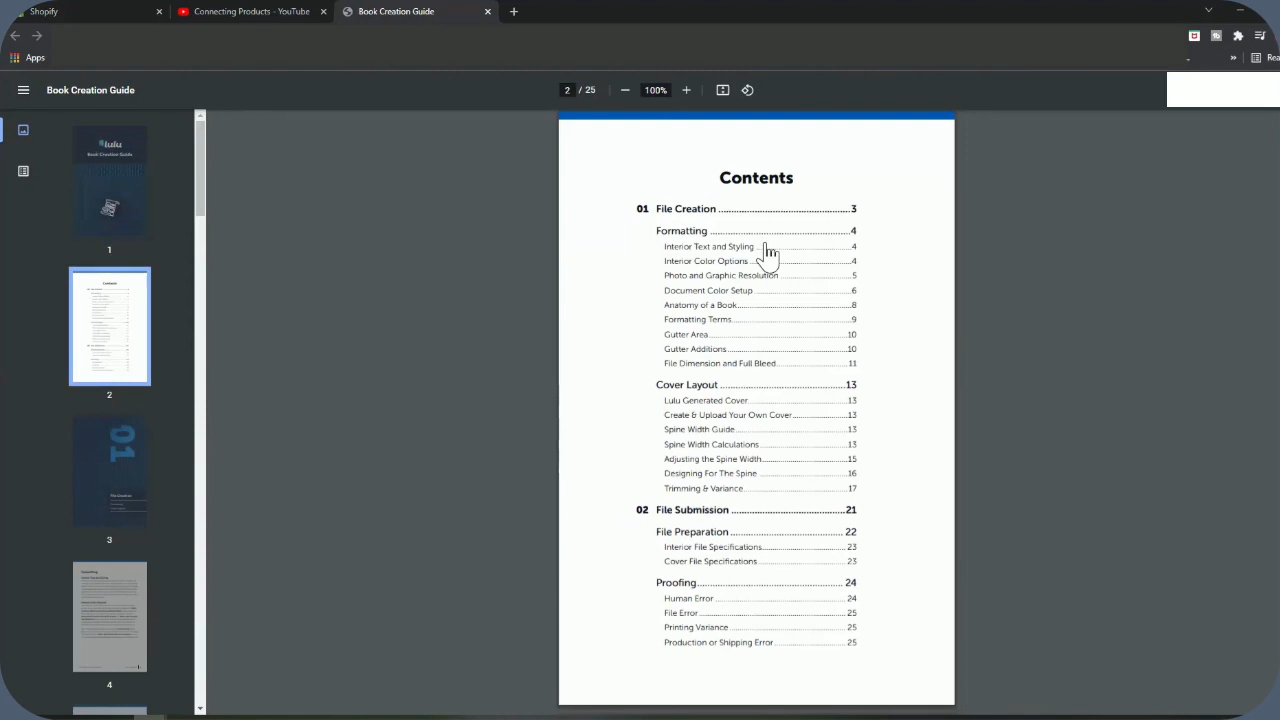 Shopify
Connecting Products - YouTube
Book Creation Guide
Apps
Rea
Book Creation Guide
2 / 25
100%
lulu
Book Creation Guide
1
Contents
2
01
File Creation
3
4
Contents
01 File Creation 3
Formatting 4
Interior Text and Styling 4
Interior Color Options 4
Photo and Graphic Resolution 5
Document Color Setup 6
Anatomy of a Book 8
Formatting Terms 9
Gutter Area 10
Gutter Additions 10
File Dimension and Full Bleed 11
Cover Layout 13
Lulu Generated Cover 13
Create & Upload Your Own Cover 13
Spine Width Guide 13
Spine Width Calculations 13
Adjusting the Spine Width 15
Designing For The Spine 16
Trimming & Variance 17
02 File Submission 21
File Preparation 22
Interior File Specifications 23
Cover File Specifications 23
Proofing 24
Human Error 24
File Error 25
Printing Variance 25
Production or Shipping Error 25